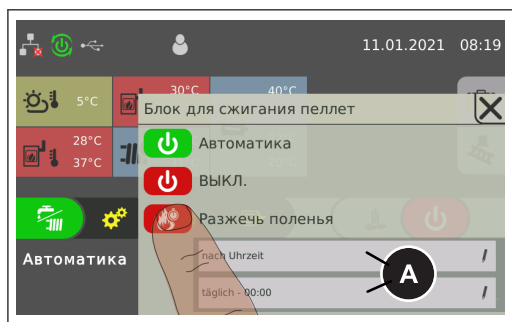 11.01.2021 08:19
5°C
30°C
40°C
Блок для сжигания пеллет
28°C
37°C
Автоматика
ВЫКЛ.
Разжечь поленья
Автоматика
nach Uhrzeit
täglich - 00:00
A